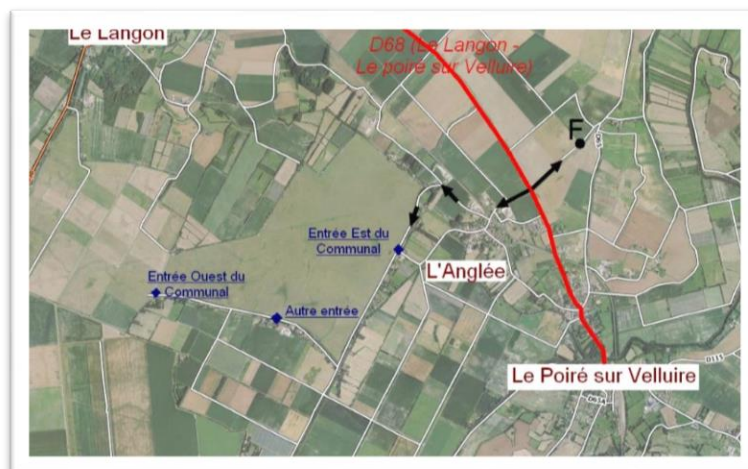 Le Langon
D68 (Le Langon -
Le poiré sur Velluire)
F
Entrée Est du
Communal
L'Anglée
Entrée Ouest du
Communal
Autre entrée
Le Poiré sur Velluire
D68A